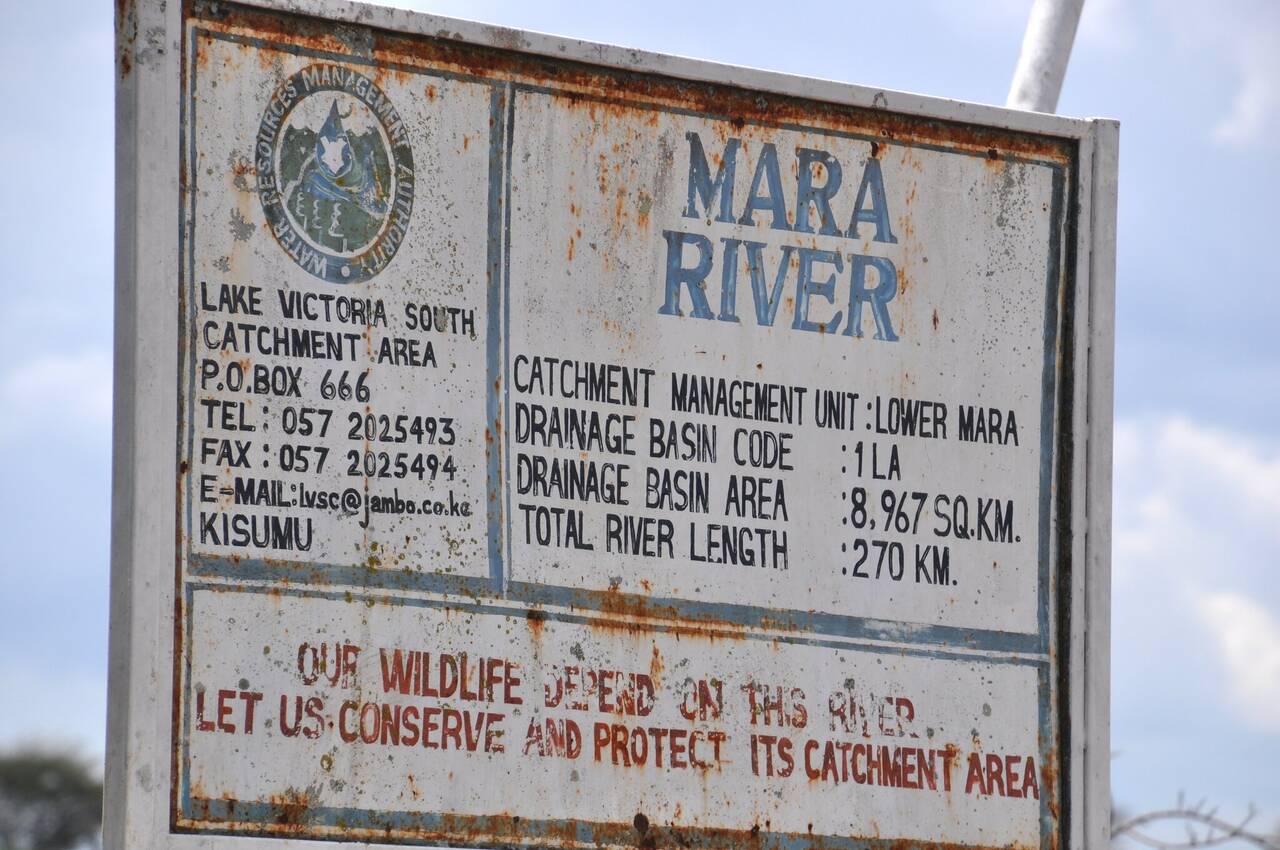 WATER RESOURCES MANAGEMENT AUTHORITY
LAKE VICTORIA SOUTH
CATCHMENT AREA
P.O.BOX 666
TEL: 057 2025493
FAX: 057 2025494
E-MAIL:lvsc@jambo.co.ke
KISUMU
MARA
RIVER
CATCHMENT MANAGEMENT UNIT :LOWER MARA
DRAINAGE BASIN CODE :1LA
DRAINAGE BASIN AREA :8,967 SQ.KM.
TOTAL RIVER LENGTH :270 KM.
OUR WILDLIFE DEPEND ON THIS RIVER.
LET US CONSERVE AND PROTECT ITS CATCHMENT AREA